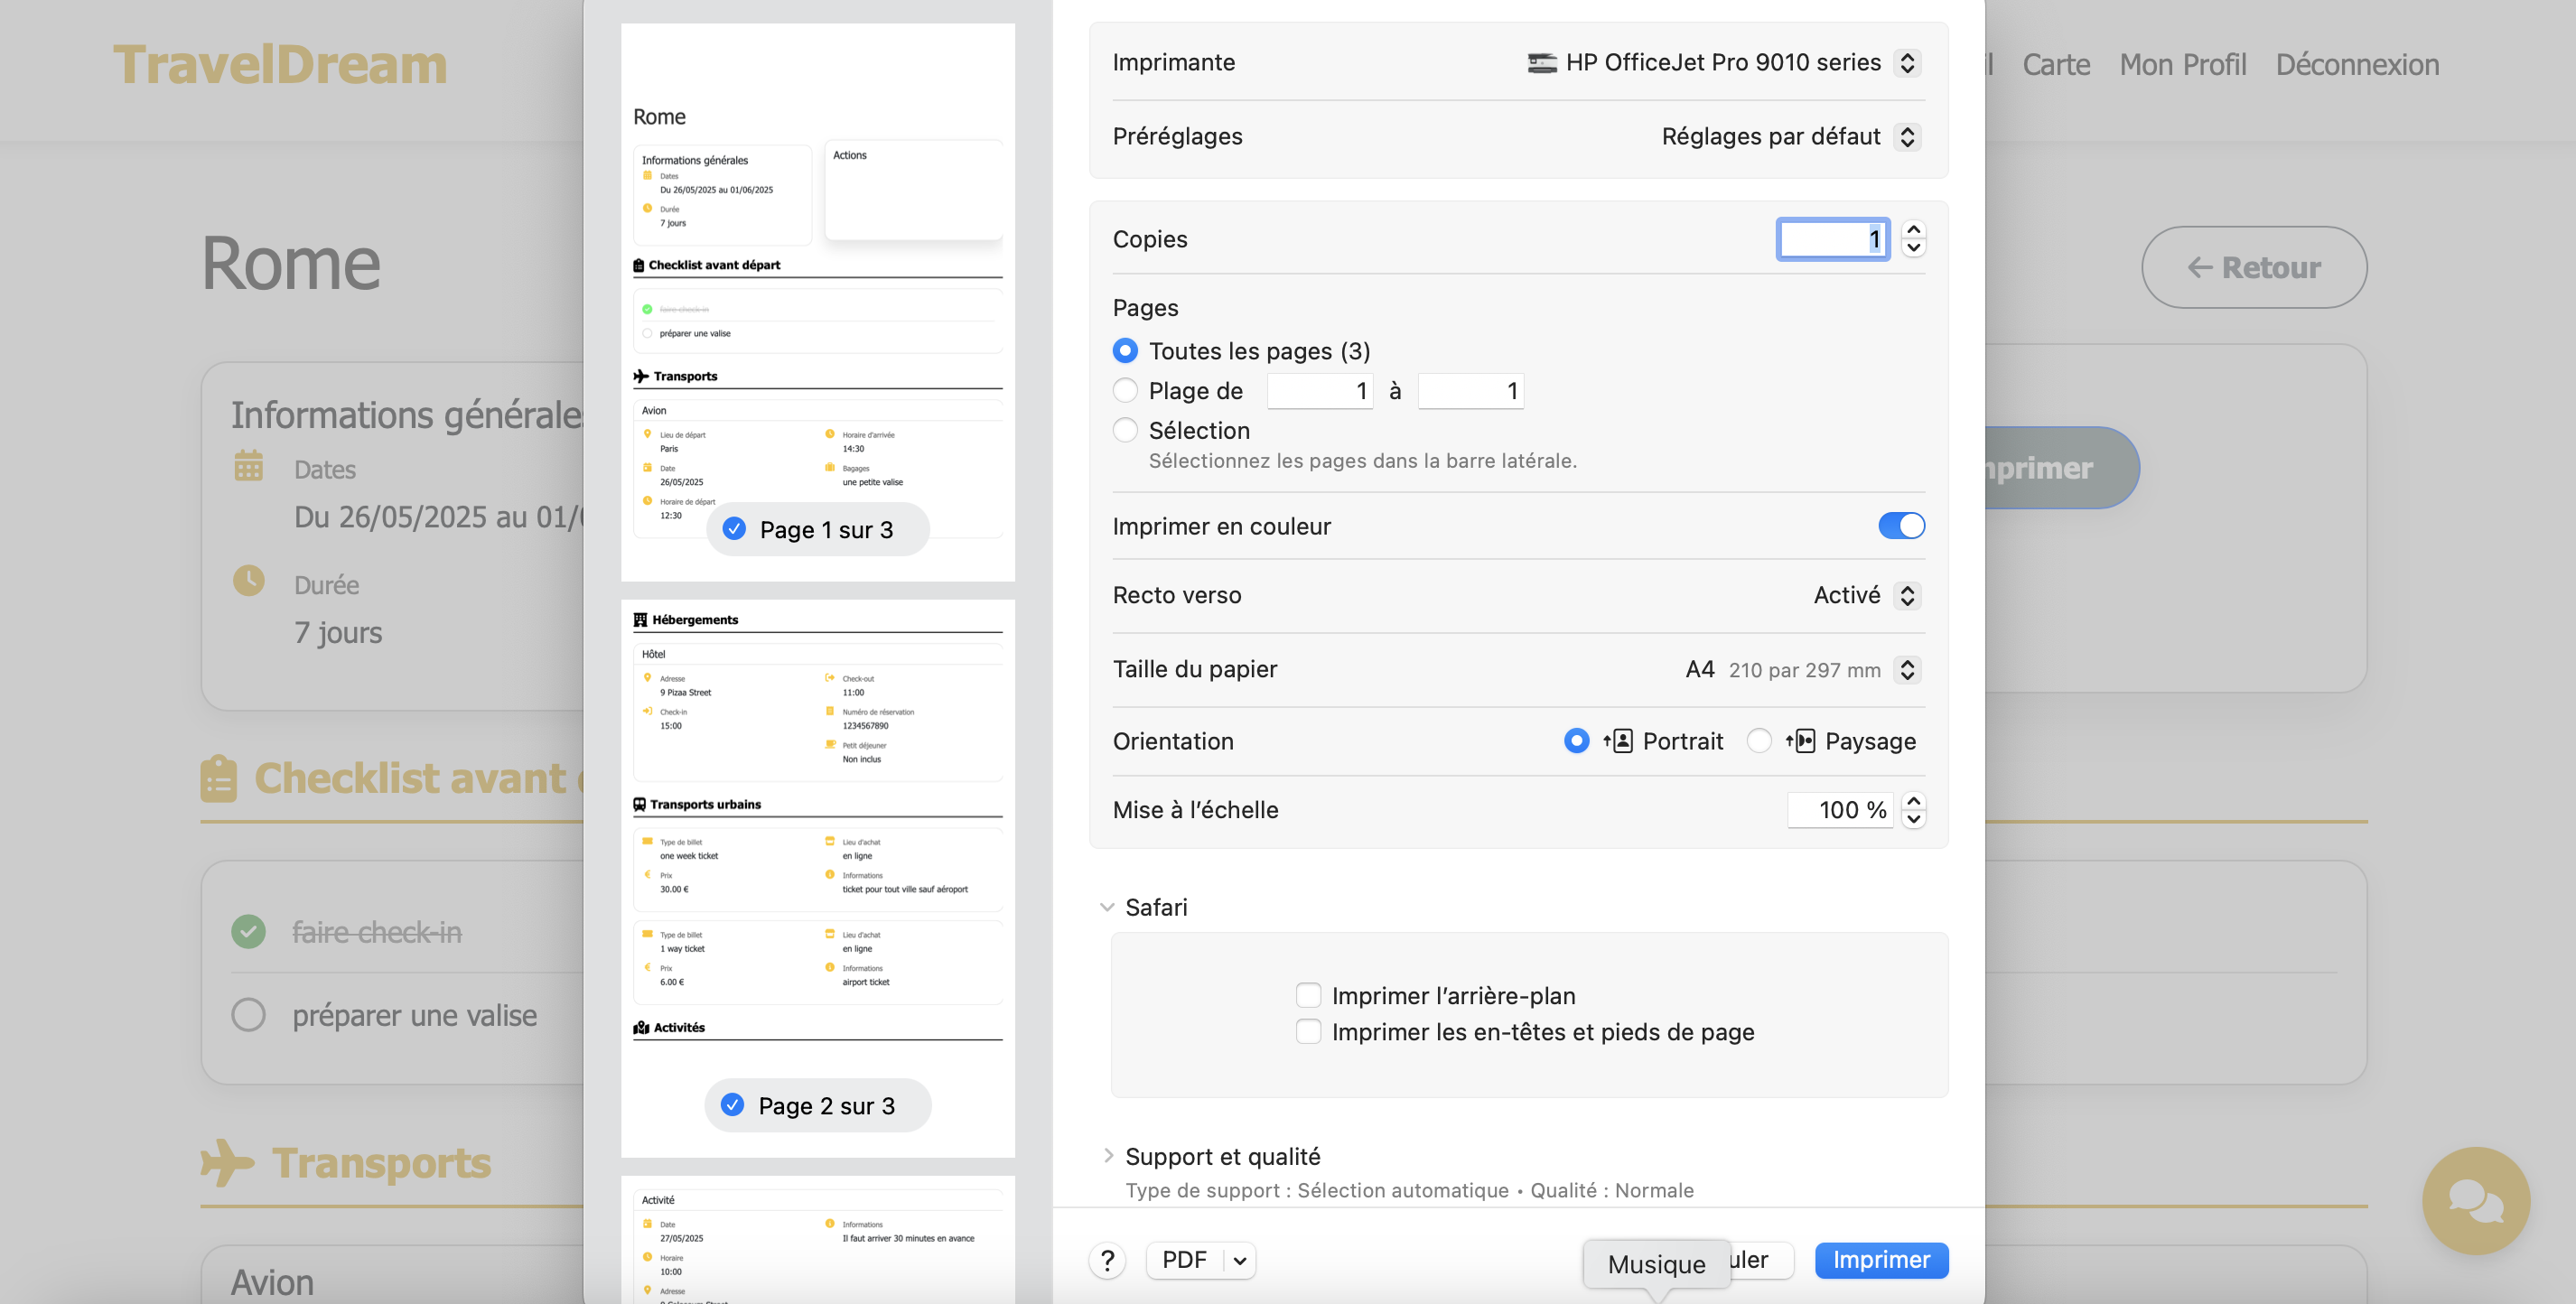 TravelDream
il Carte Mon Profil Déconnexion
Rome
← Retour
Informations générales
Dates
Du 26/05/2025 au 01/0
Durée
7 jours
mprimer
Checklist avant
faire check-in
préparer une valise
Transports
Avion
Rome
Informations générales
Dates
Du 26/05/2025 au 01/06/2025
Durée
7 jours
Actions
Checklist avant départ
faire check-in
préparer une valise
Transports
Avion
Lieu de départ
Paris
Date
26/05/2025
Horaire de départ
12:30
Horaire d'arrivée
14:30
Bagages
une petite valise
Page 1 sur 3
Hébergements
Hôtel
Adresse
9 Pizaa Street
Check-in
15:00
Check-out
11:00
Numéro de réservation
1234567890
Petit déjeuner
Non inclus
Transports urbains
Type de billet
one week ticket
Prix
30.00 €
Lieu d'achat
en ligne
Informations
ticket pour tout ville sauf aéroport
Type de billet
1 way ticket
Prix
6.00 €
Lieu d'achat
en ligne
Informations
airport ticket
Activités
Page 2 sur 3
Activité
Date
27/05/2025
Horaire
10:00
Adresse
Informations
Il faut arriver 30 minutes en avance
Imprimante HP OfficeJet Pro 9010 series
Préréglages Réglages par défaut
Copies 1
Pages
Toutes les pages (3)
Plage de 1 à 1
Sélection
Sélectionnez les pages dans la barre latérale.
Imprimer en couleur
Recto verso Activé
Taille du papier A4 210 par 297 mm
Orientation Portrait Paysage
Mise à l’échelle 100 %
Safari
Imprimer l’arrière-plan
Imprimer les en-têtes et pieds de page
Support et qualité
Type de support : Sélection automatique • Qualité : Normale
? PDF Musique uler Imprimer